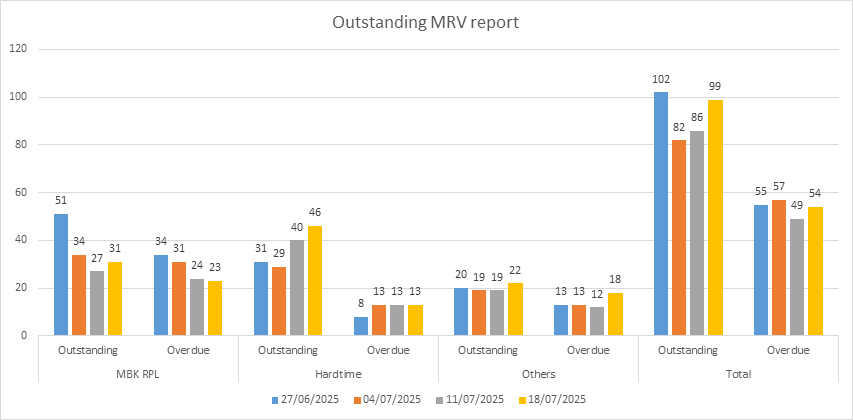 Outstanding MRV report
120
100
80
60
40
20
0
51 34 27 31
34 31 24 23
31 29 40 46
8 13 13 13
20 19 19 22
13 13 12 18
102 82 86 99
55 57 49 54
Outstanding Overdue Outstanding Overdue Outstanding Overdue Outstanding Overdue
MBK RPL Hardtime Others Total
27/06/2025 04/07/2025 11/07/2025 18/07/2025